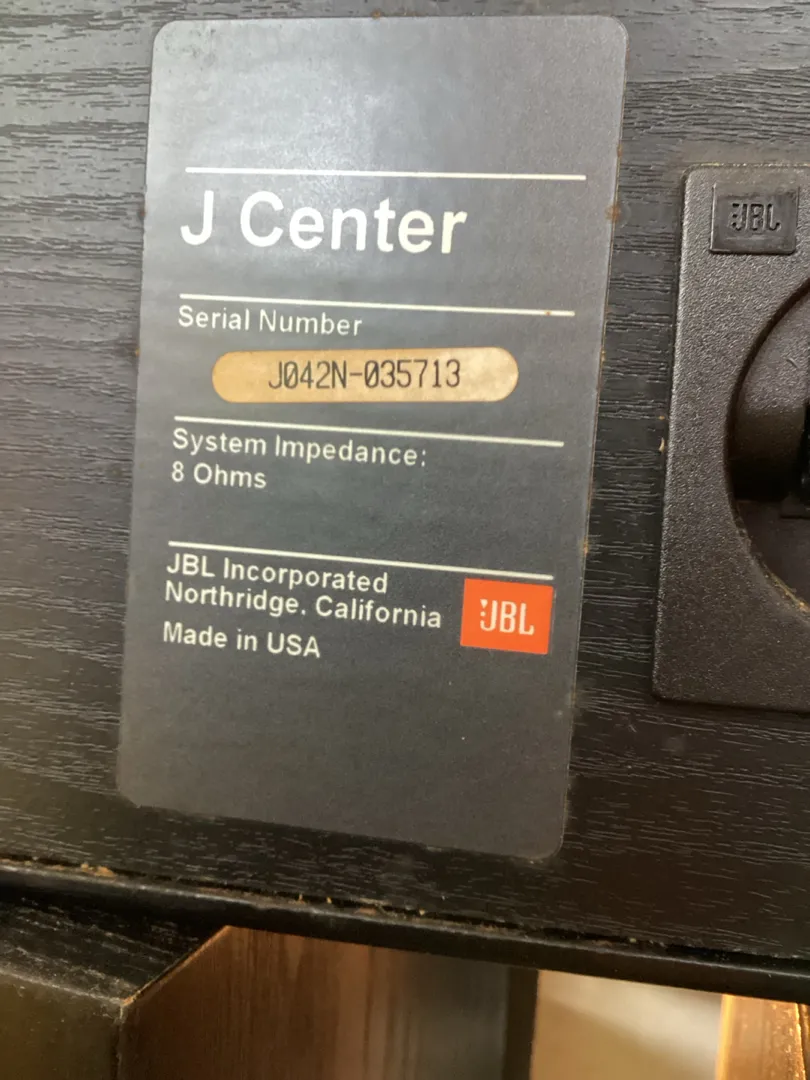 J Center
Serial Number
J042N-035713
System Impedance:
8 Ohms
JBL Incorporated
Northridge, California
Made in USA
JBL
JBL